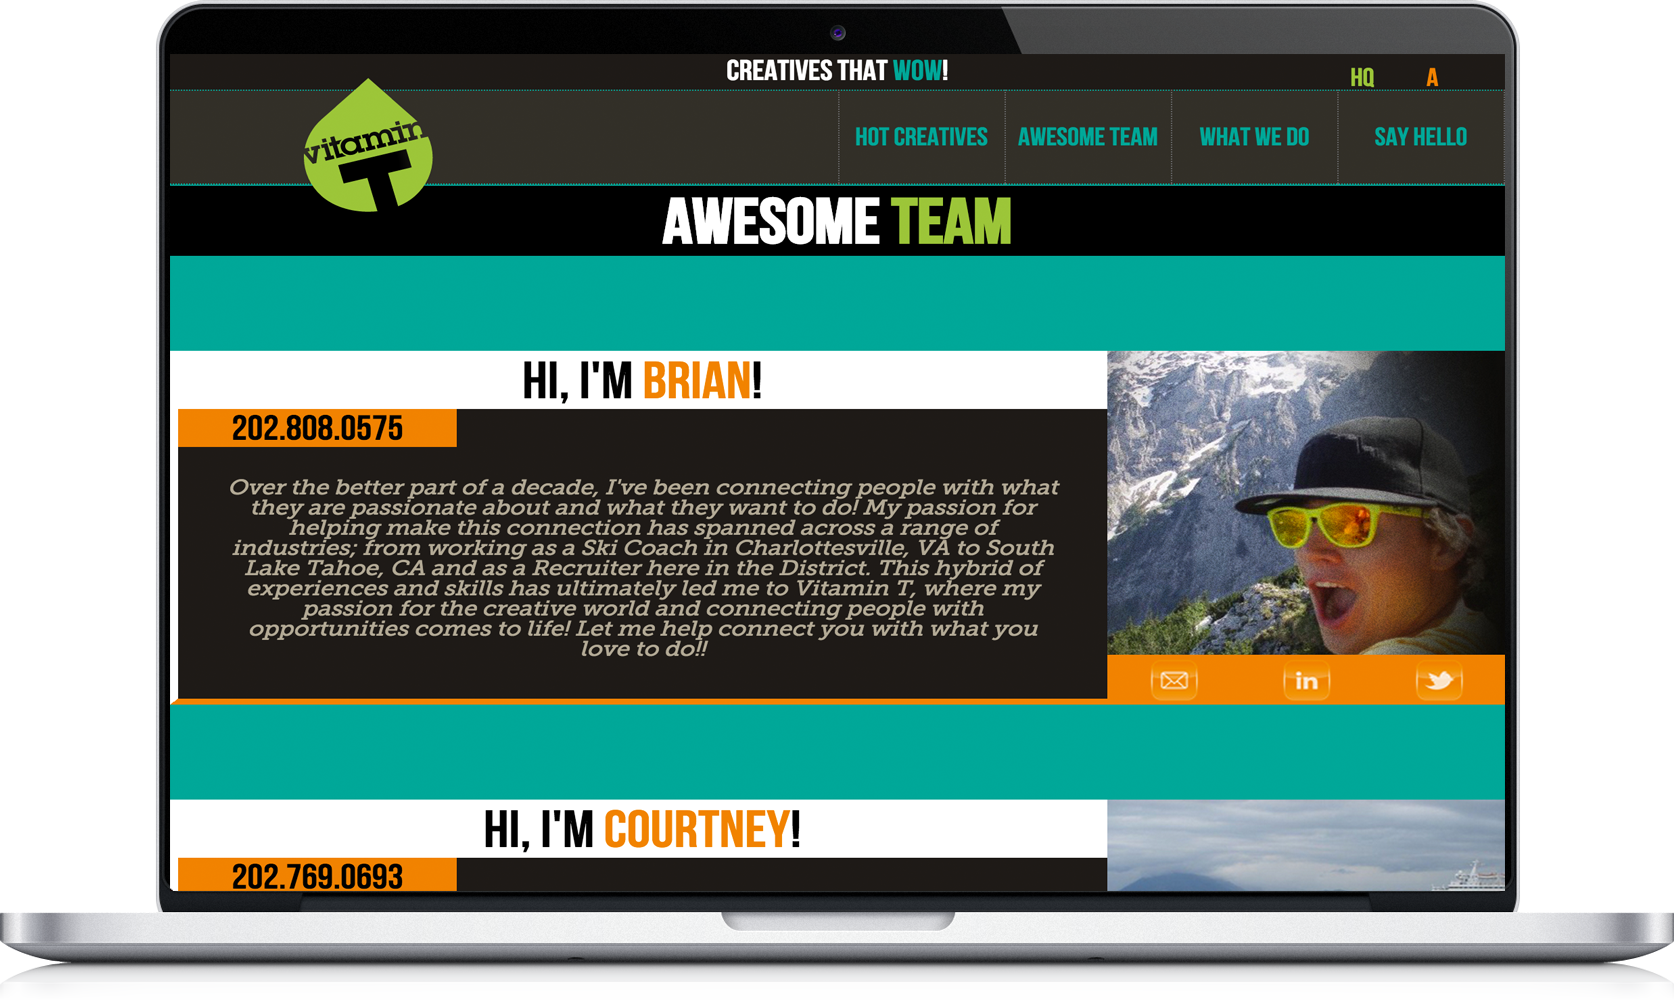 CREATIVES THAT WOW!
HQ A
vitamin
T
HOT CREATIVES AWESOME TEAM WHAT WE DO SAY HELLO
AWESOME TEAM
HI, I'M BRIAN!
202.808.0575
Over the better part of a decade, I've been connecting people with what
they are passionate about and what they want to do! My passion for
helping make this connection has spanned across a range of
industries; from working as a Ski Coach in Charlottesville, VA to South
Lake Tahoe, CA and as a Recruiter here in the District. This hybrid of
experiences and skills has ultimately led me to Vitamin T, where my
passion for the creative world and connecting people with
opportunities comes to life! Let me help connect you with what you
love to do!!
in
HI, I'M COURTNEY!
202.769.0693